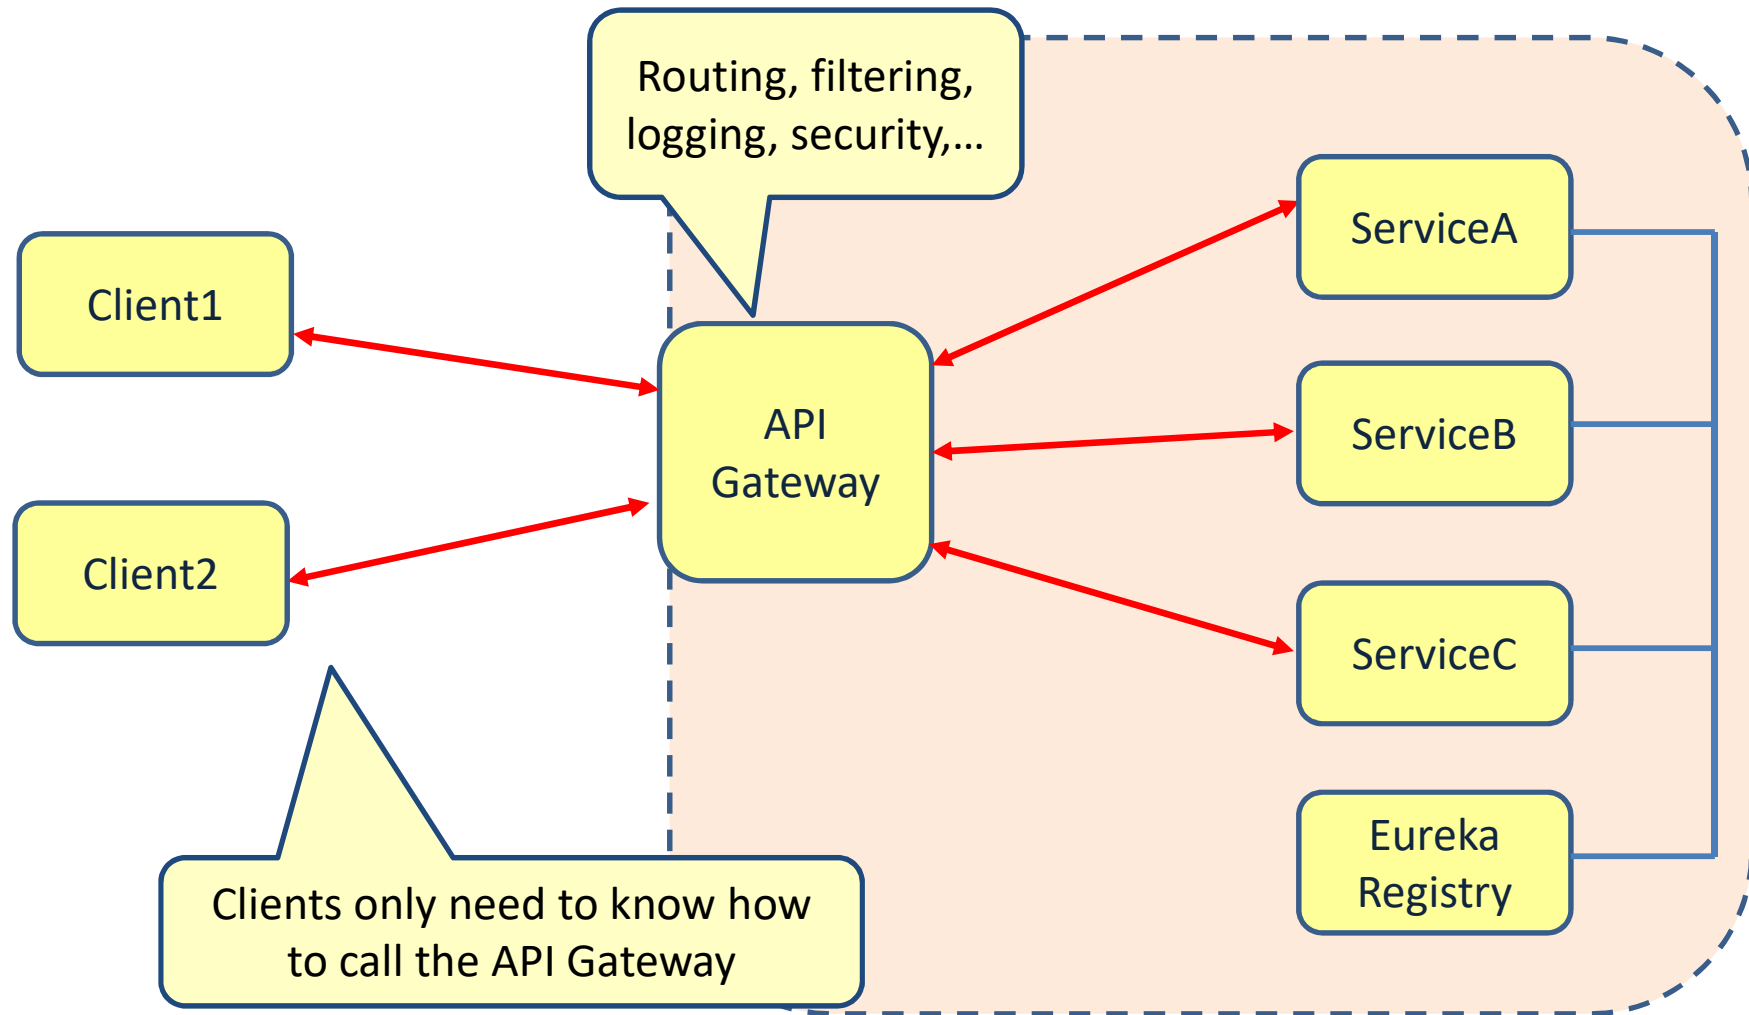 Routing, filtering,
logging, security,...
ServiceA
Client1
API
Gateway
ServiceB
Client2
ServiceC
Eureka
Registry
Clients only need to know how
to call the API Gateway